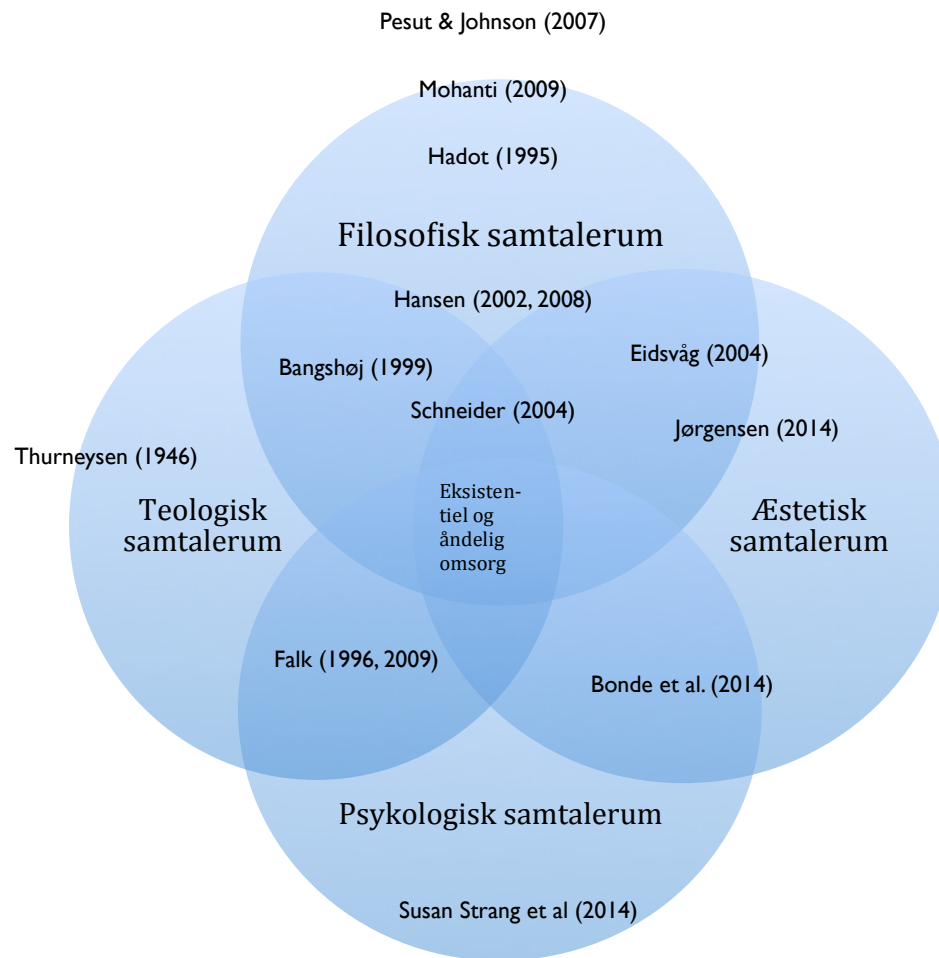 Pesut & Johnson (2007)
Mohanti (2009)
Hadot (1995)
Filosofisk samtalerum
Hansen (2002, 2008)
Eidsvåg (2004)
Bangshøj (1999)
Schneider (2004)
Jørgensen (2014)
Thurneysen (1946)
Teologisk
samtalerum
Eksisten-
tiel og
åndelig
omsorg
Æstetisk
samtalerum
Falk (1996, 2009)
Bonde et al. (2014)
Psykologisk samtalerum
Susan Strang et al (2014)